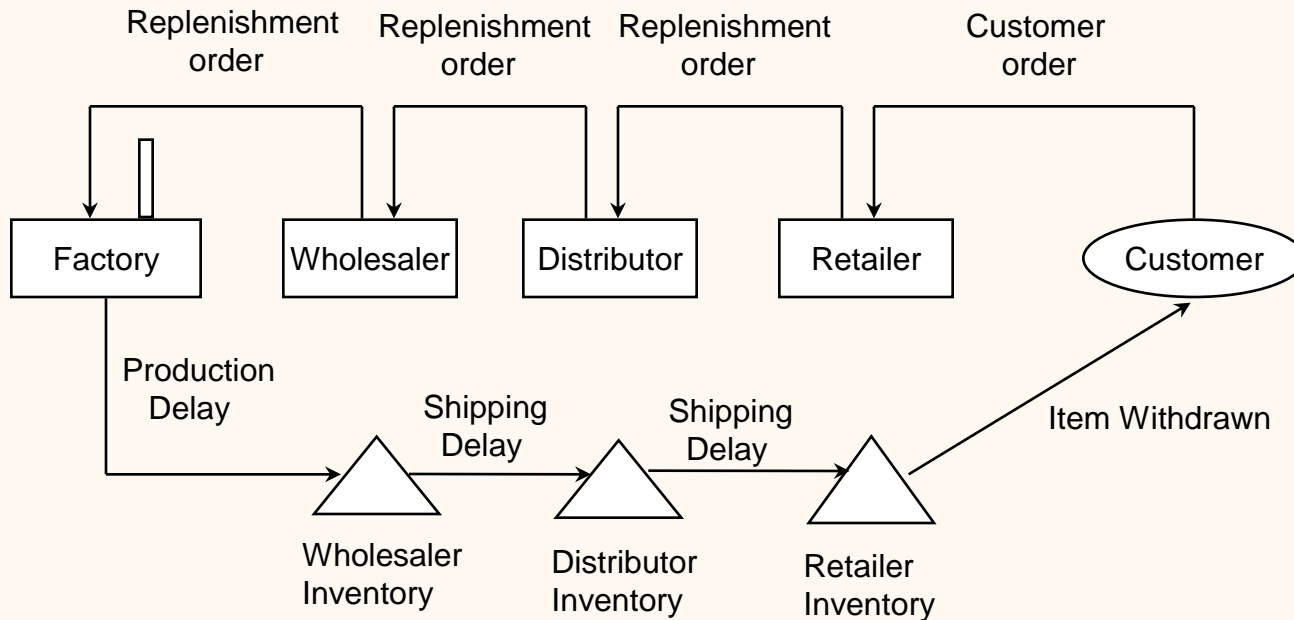 Replenishment
order
Replenishment
order
Replenishment
order
Customer
order
Factory
Wholesaler
Distributor
Retailer
Customer
Production
Delay
Shipping
Delay
Shipping
Delay
Item Withdrawn
Wholesaler
Inventory
Distributor
Inventory
Retailer
Inventory